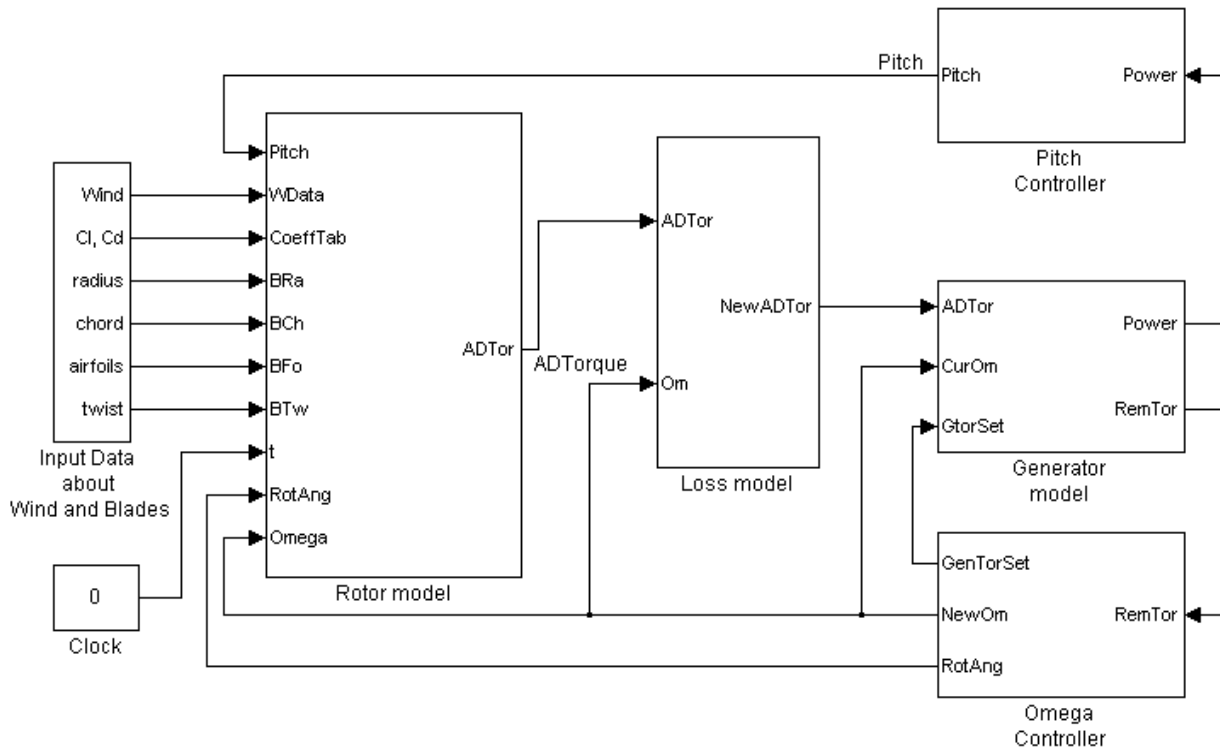 Pitch
Pitch
Power
Pitch
Controller
Pitch
Wind
WData
Cl, Cd
CoeffTab
radius
BRa
chord
BCh
airfoils
BFo
twist
BTw
t
RotAng
Omega
ADTor
Rotor model
ADTorque
Input Data
about
Wind and Blades
0
Clock
ADTor
NewADTor
Om
Loss model
ADTor
Power
CurOm
RemTor
GtorSet
Generator
model
GenTorSet
NewOm
RemTor
RotAng
Omega
Controller